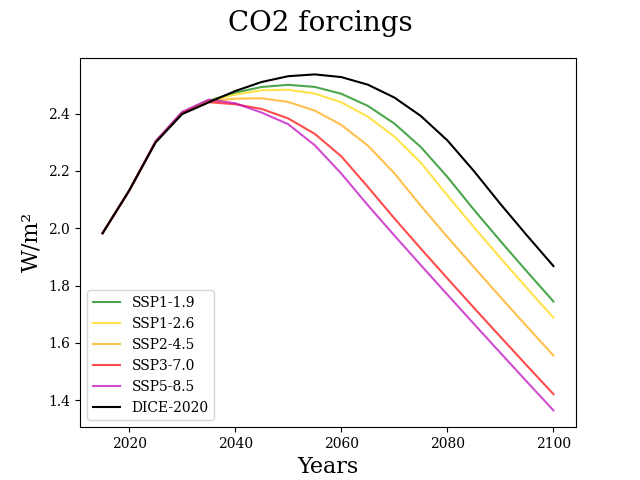 CO2 forcings
W/m²
2.4
2.2
2.0
1.8
1.6
1.4
SSP1-1.9
SSP1-2.6
SSP2-4.5
SSP3-7.0
SSP5-8.5
DICE-2020
2020 2040 2060 2080 2100
Years